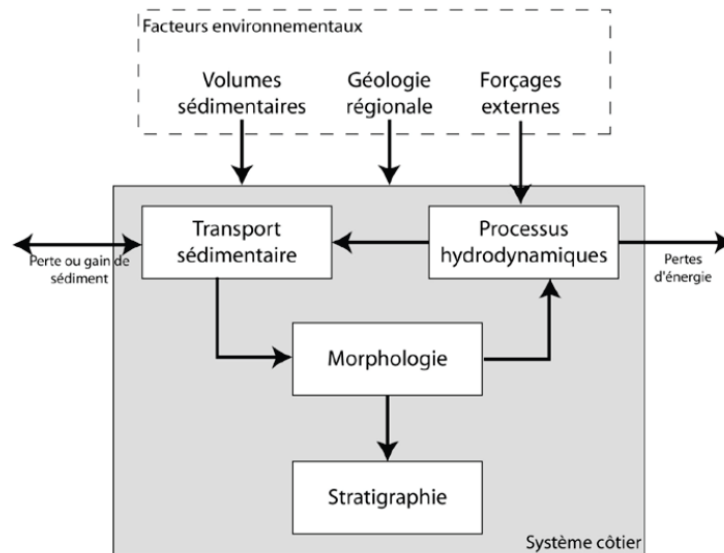 Facteurs environnementaux
Volumes
sédimentaires
Géologie
régionale
Forçages
externes
Transport
sédimentaire
Processus
hydrodynamiques
Perte ou gain de
sédiment
Pertes
d'énergie
Morphologie
Stratigraphie
Système côtier